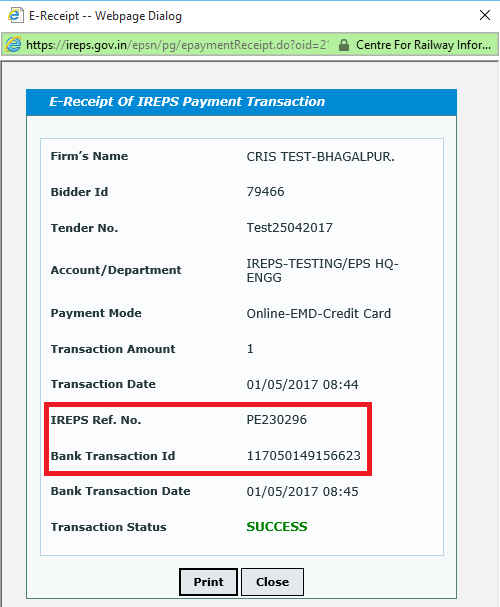 E-Receipt -- Webpage Dialog
https://ireps.gov.in/epsn/pg/epaymentReceipt.do?oid=21 Centre For Railway Infor...
E-Receipt Of IREPS Payment Transaction
Firm's Name CRIS TEST-BHAGALPUR.
Bidder Id 79466
Tender No. Test25042017
Account/Department IREPS-TESTING/EPS HQ-
ENGG
Payment Mode Online-EMD-Credit Card
Transaction Amount 1
Transaction Date 01/05/2017 08:44
IREPS Ref. No. PE230296
Bank Transaction Id 117050149156623
Bank Transaction Date 01/05/2017 08:45
Transaction Status SUCCESS
Print Close